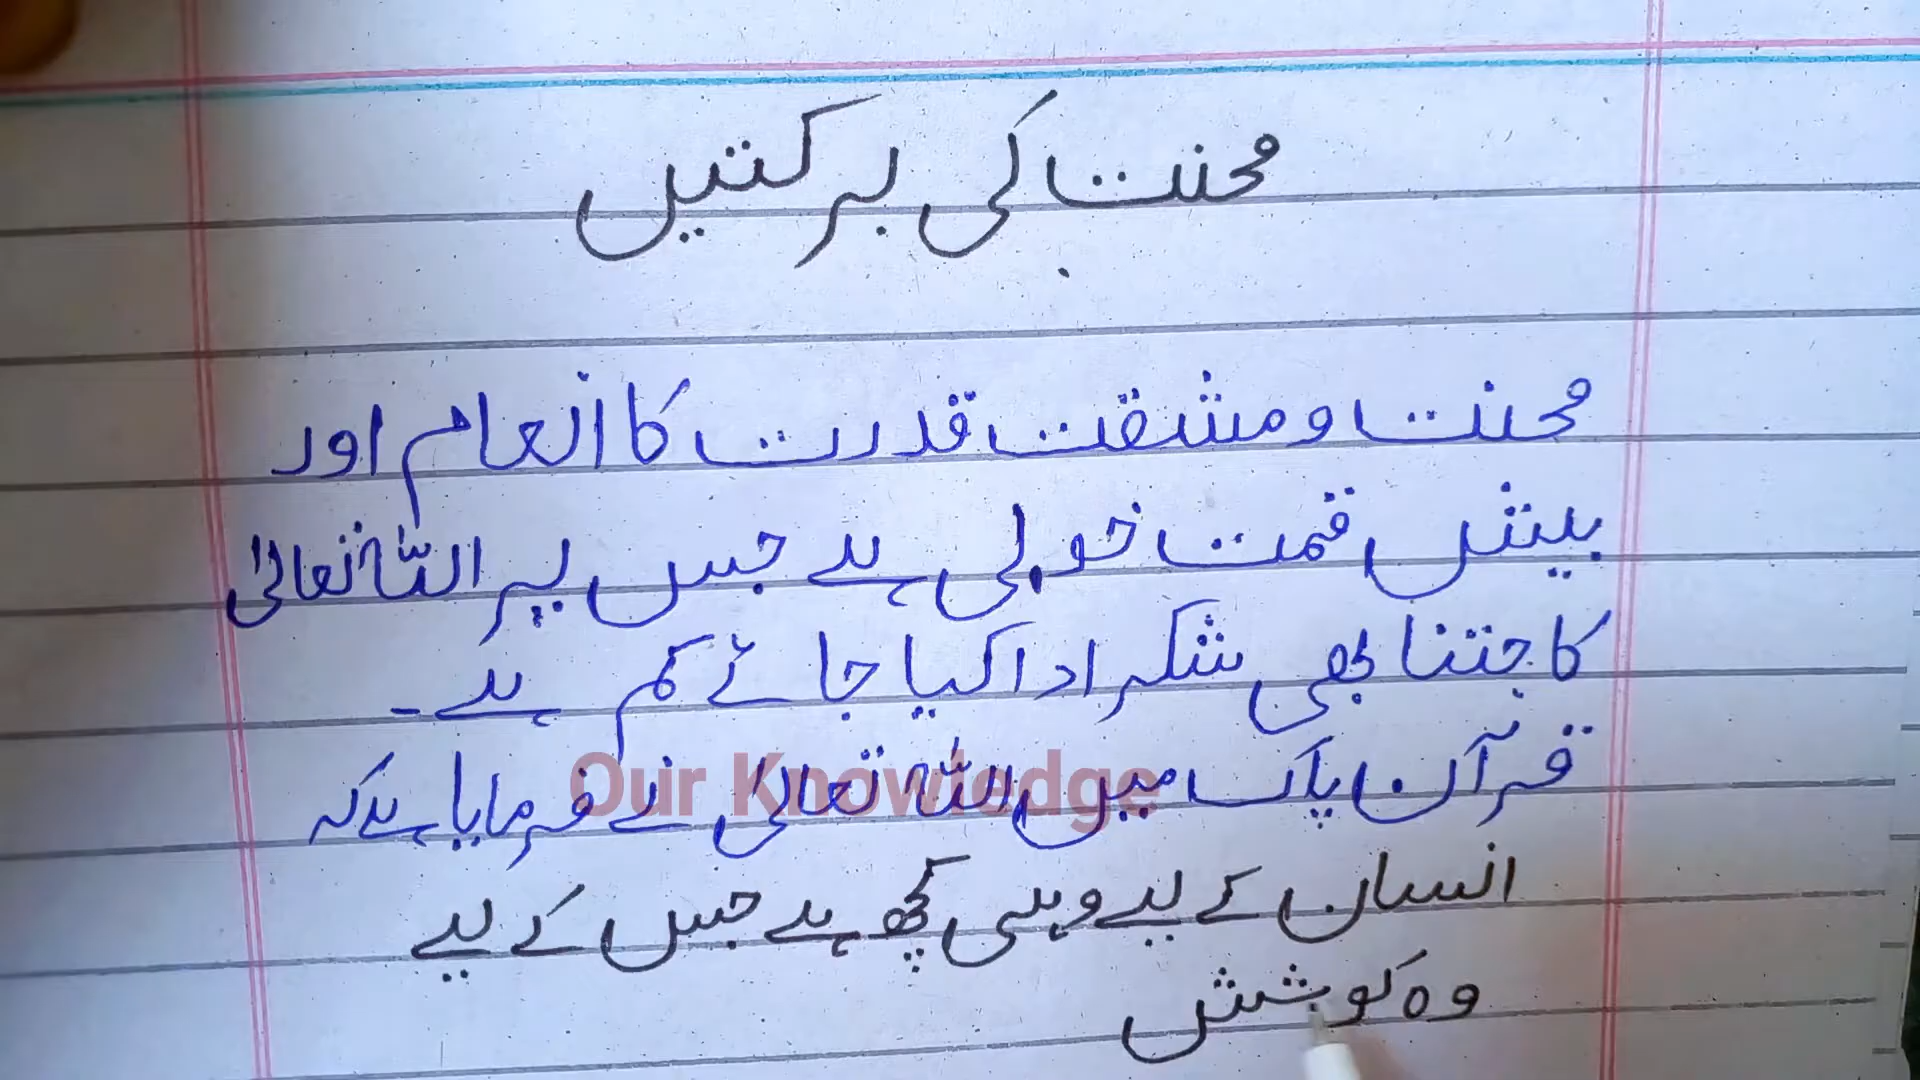 محنت کی برکتیں
محنت و مشقت قدرت کا انعام اور
بیش قمت خوبی ہے جس پر اللہ تعالیٰ
کا جتنا بھی شکر ادا کیا جائے کم ہے۔
قرآن پاک میں اللہ تعالیٰ نے فرمایا ہے کہ
Our Knowledge
انسان کے لیے وہی کچھ ہے جس کے لیے
وہ کوشش